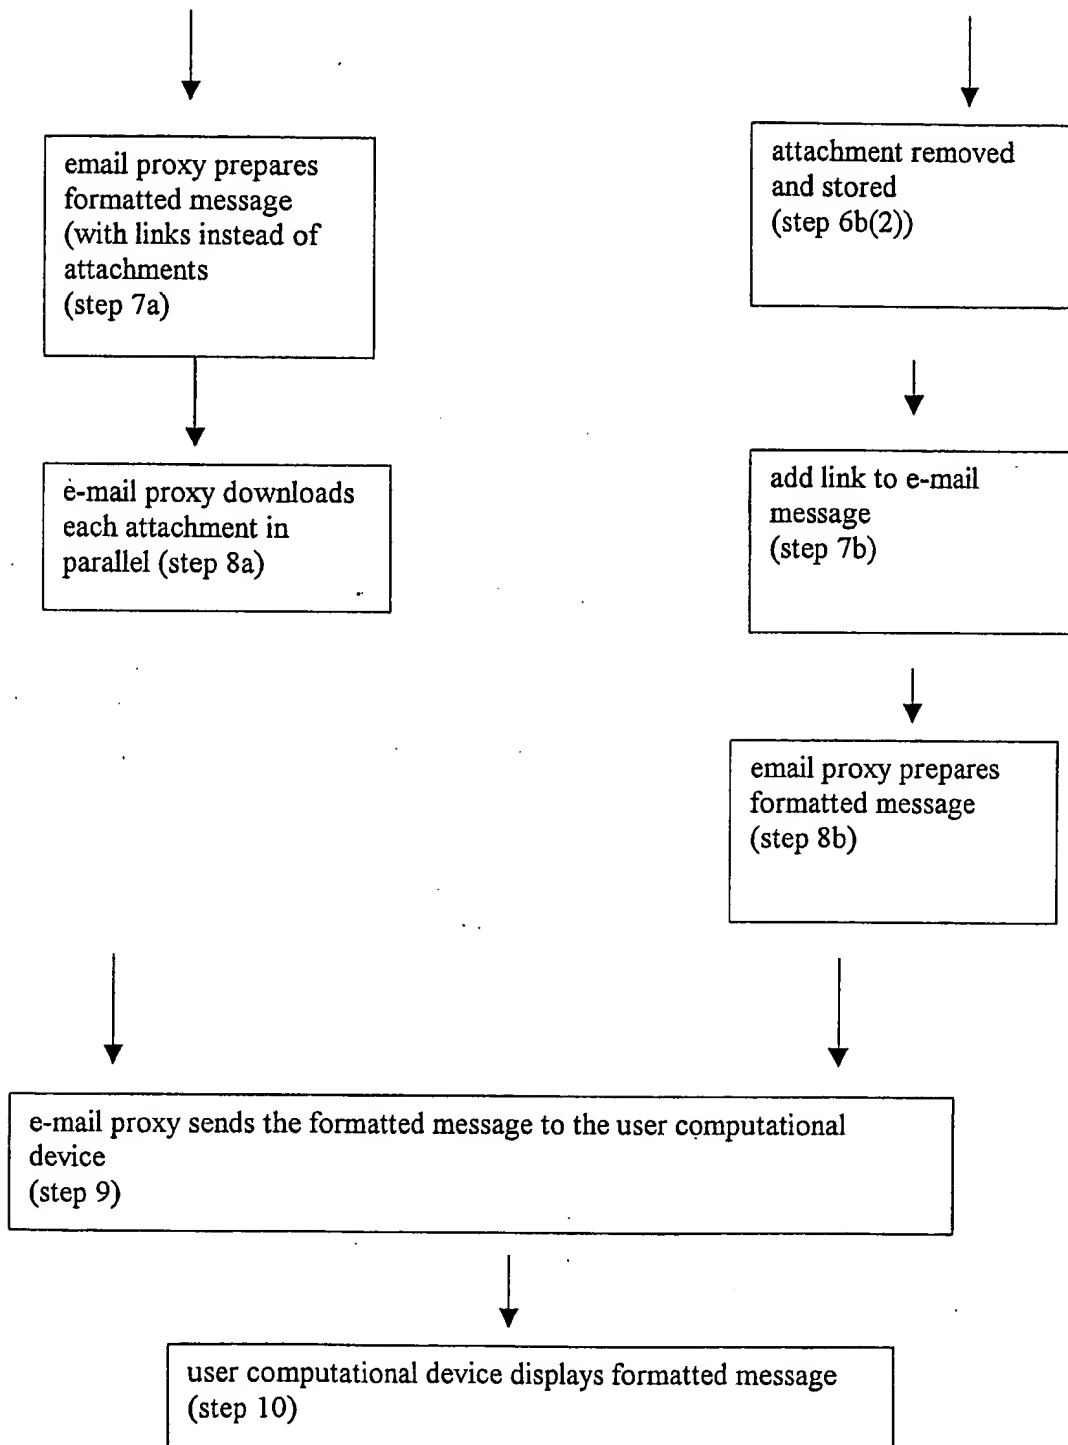 email proxy prepares
formatted message
(with links instead of
attachments
(step 7a)
attachment removed
and stored
(step 6b(2))
e-mail proxy downloads
each attachment in
parallel (step 8a)
add link to e-mail
message
(step 7b)
email proxy prepares
formatted message
(step 8b)
e-mail proxy sends the formatted message to the user computational
device
(step 9)
user computational device displays formatted message
(step 10)